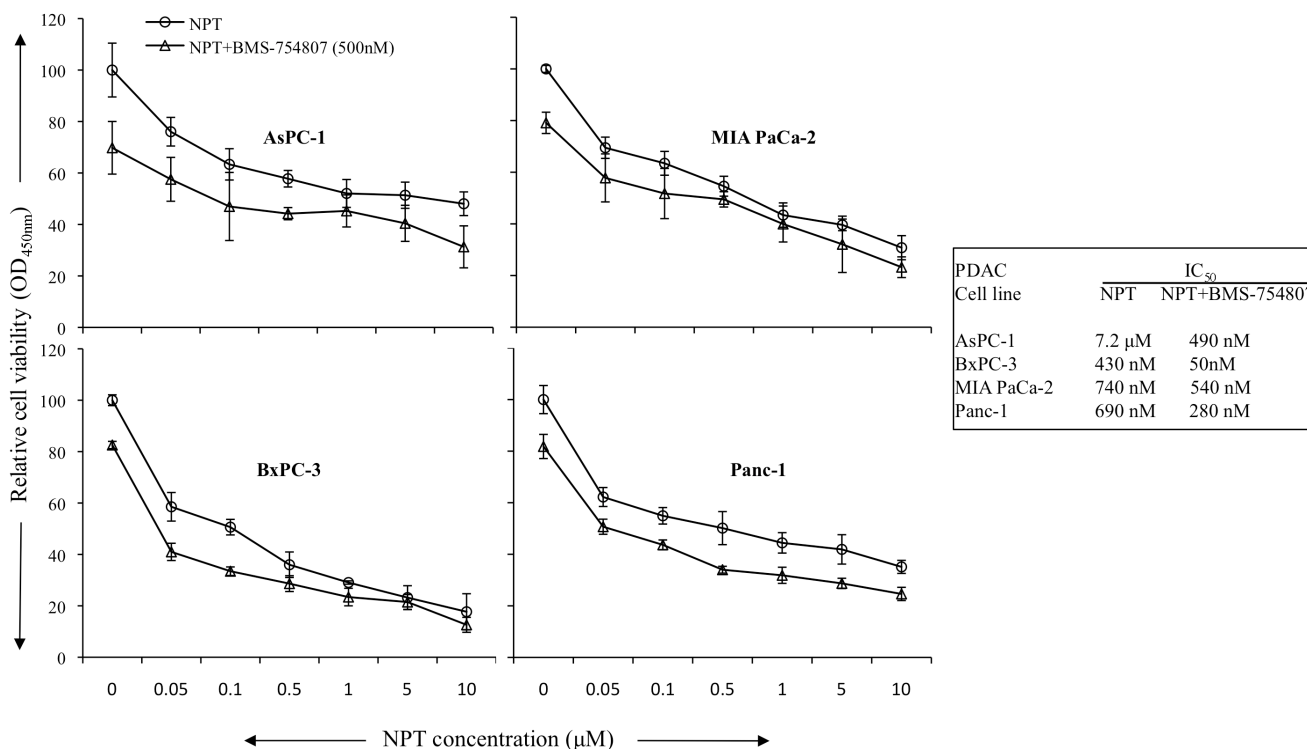 NPT
NPT+BMS-754807 (500nM)
Relative cell viability (OD450nm)
120
100
80
60
40
20
0
AsPC-1
MIA PaCa-2
120
100
80
60
40
20
0
BxPC-3
Panc-1
0 0.05 0.1 0.5 1 5 10
0 0.05 0.1 0.5 1 5 10
NPT concentration (μM)
PDAC IC50
Cell line NPT NPT+BMS-754807
AsPC-1 7.2 μM 490 nM
BxPC-3 430 nM 50nM
MIA PaCa-2 740 nM 540 nM
Panc-1 690 nM 280 nM